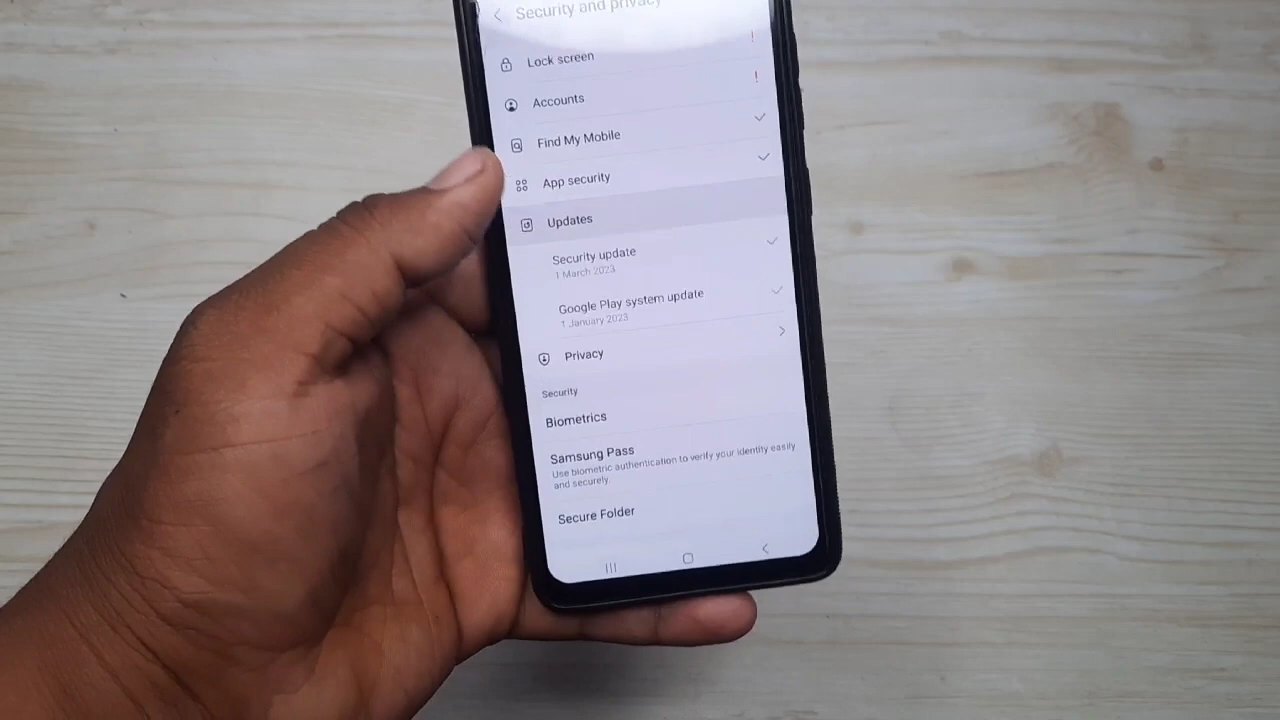 Security and privacy
Lock screen
Accounts
Find My Mobile
App security
Updates
Security update
1 March 2023
Google Play system update
1 January 2023
Privacy
Security
Biometrics
Samsung Pass
Use biometric authentication to verify your identity easily
and securely.
Secure Folder